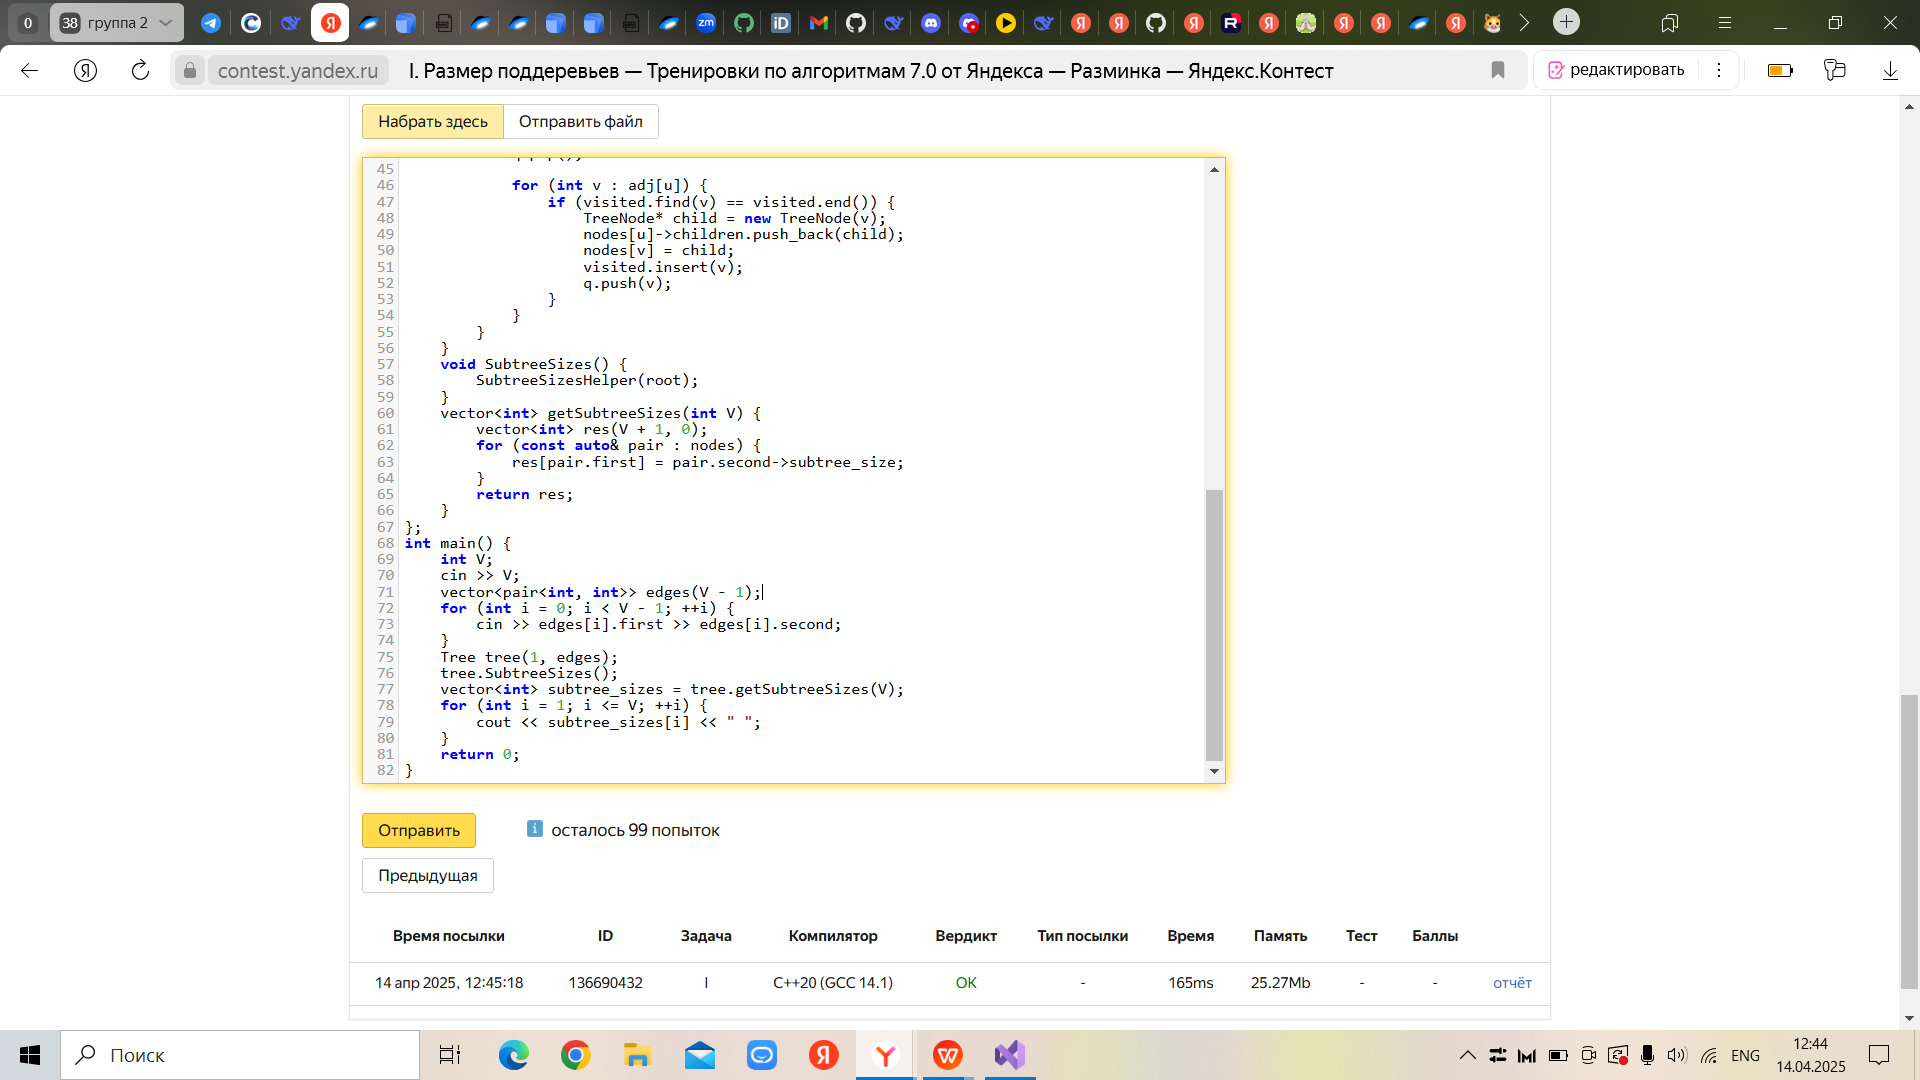 0
38 группа 2
contest.yandex.ru
I. Размер поддеревьев — Тренировки по алгоритмам 7.0 от Яндекса — Разминка — Яндекс.Контест
редактировать
Набрать здесь
Отправить файл
45
46 for (int v : adj[u]) {
47 if (visited.find(v) == visited.end()) {
48 TreeNode* child = new TreeNode(v);
49 nodes[u]->children.push_back(child);
50 nodes[v] = child;
51 visited.insert(v);
52 q.push(v);
53 }
54 }
55 }
56 }
57 void SubtreeSizes() {
58 SubtreeSizesHelper(root);
59 }
60 vector<int> getSubtreeSizes(int V) {
61 vector<int> res(V + 1, 0);
62 for (const auto& pair : nodes) {
63 res[pair.first] = pair.second->subtree_size;
64 }
65 return res;
66 }
67 };
68 int main() {
69 int V;
70 cin >> V;
71 vector<pair<int, int>> edges(V - 1);
72 for (int i = 0; i < V - 1; ++i) {
73 cin >> edges[i].first >> edges[i].second;
74 }
75 Tree tree(1, edges);
76 tree.SubtreeSizes();
77 vector<int> subtree_sizes = tree.getSubtreeSizes(V);
78 for (int i = 1; i <= V; ++i) {
79 cout << subtree_sizes[i] << " ";
80 }
81 return 0;
82 }
Отправить
осталось 99 попыток
Предыдущая
Время посылки ID Задача Компилятор Вердикт Тип посылки Время Память Тест Баллы
14 апр 2025, 12:45:18 136690432 I C++20 (GCC 14.1) OK - 165ms 25.27Mb - - отчёт
Поиск
ENG
12:44
14.04.2025